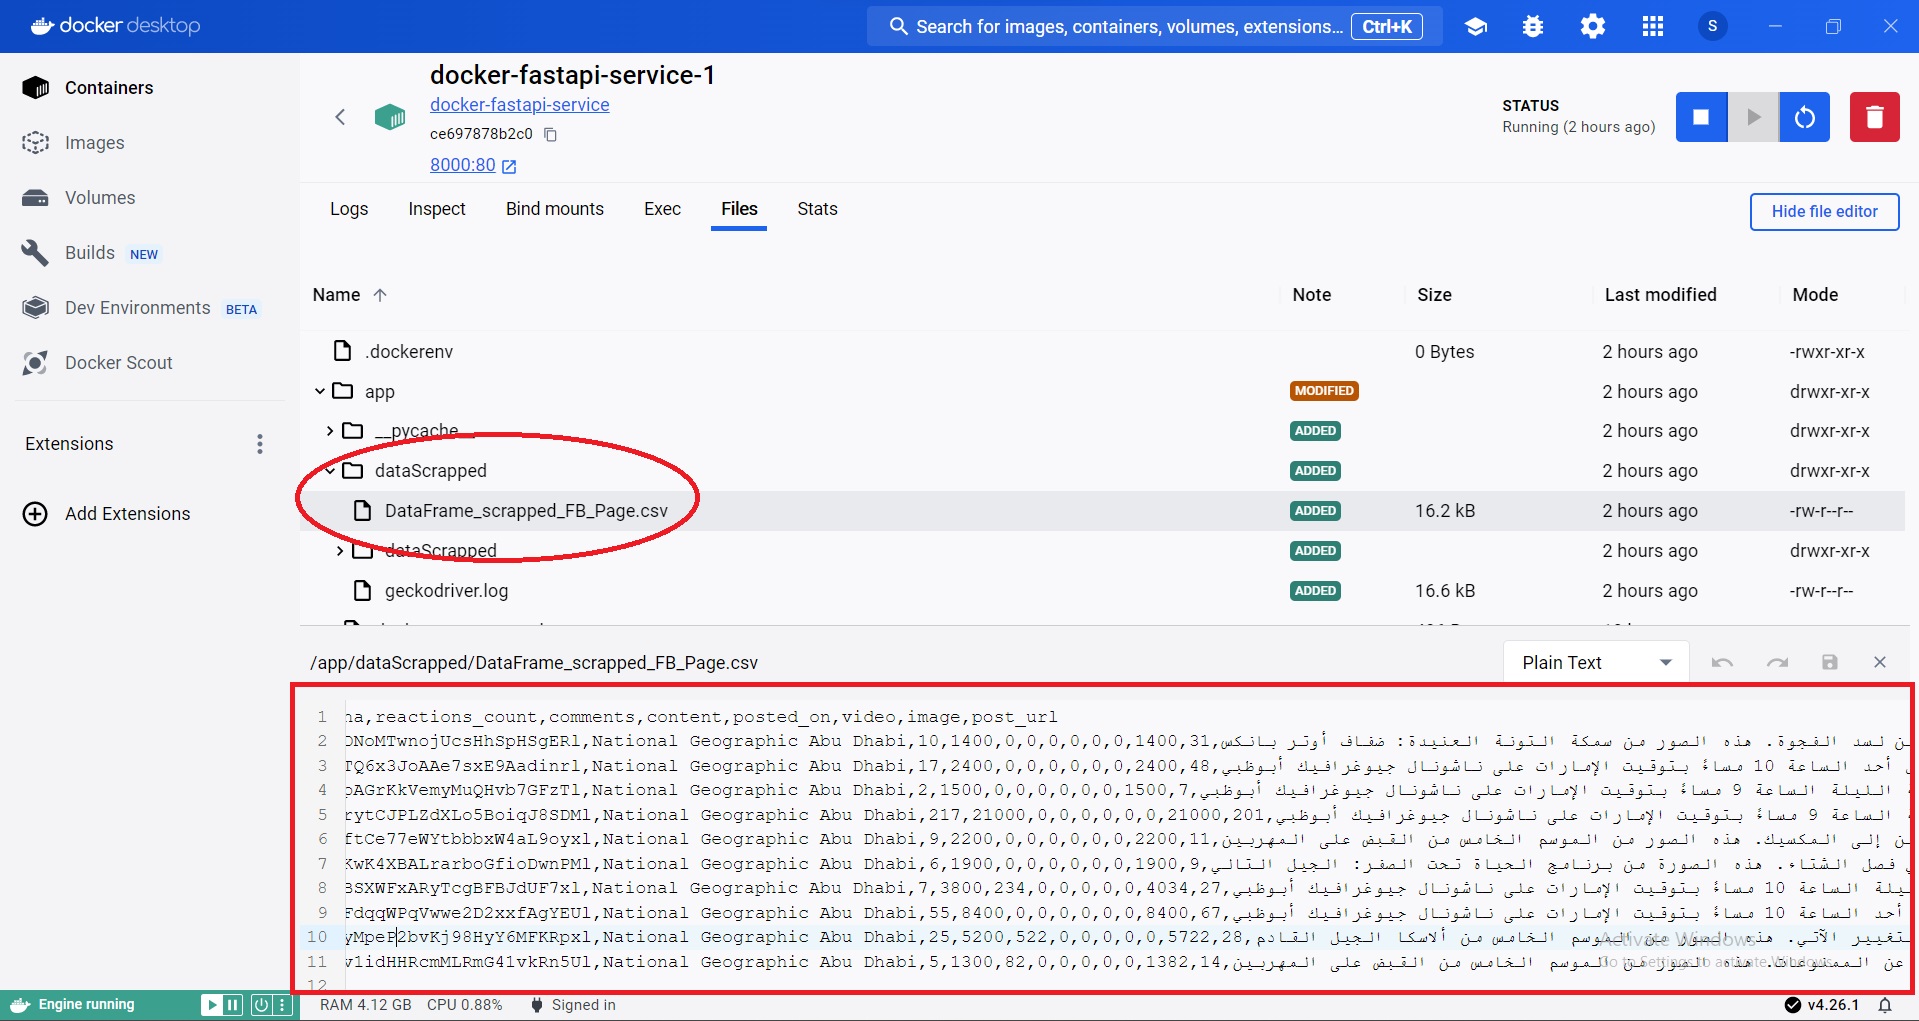 docker desktop
Search for images, containers, volumes, extensions... Ctrl+K
S
Containers
Images
Volumes
Builds NEW
Dev Environments BETA
Docker Scout
Extensions
Add Extensions
docker-fastapi-service-1
docker-fastapi-service
ce697878b2c0
8000:80
STATUS
Running (2 hours ago)
Logs Inspect Bind mounts Exec Files Stats
Hide file editor
Name Note Size Last modified Mode
.dockerenv 0 Bytes 2 hours ago -rwxr-xr-x
app MODIFIED 2 hours ago drwxr-xr-x
__pycache__ ADDED 2 hours ago drwxr-xr-x
dataScrapped ADDED 2 hours ago drwxr-xr-x
DataFrame_scrapped_FB_Page.csv ADDED 16.2 kB 2 hours ago -rw-r--r--
dataScrapped ADDED 2 hours ago drwxr-xr-x
geckodriver.log ADDED 16.6 kB 2 hours ago -rw-r--r--
/app/dataScrapped/DataFrame_scrapped_FB_Page.csv
Plain Text
1 na,reactions_count,comments,content,posted_on,video,image,post_url
2 ONoMTwnojUcsHhSpHSgERl,National Geographic Abu Dhabi,10,1400,0,0,0,0,0,0,1400,31,ن لسد الفجوة. هذه الصور من سمكة التونة العنيدة: ضفاف أوتر بانكس
3 TQ6x3JoAAe7sxE9Aadinrl,National Geographic Abu Dhabi,17,2400,0,0,0,0,0,0,2400,48,أحد الساعة 10 مساءً بتوقيت الإمارات على ناشونال جيوغرافيك أبوظبي
4 pAGrKkVemyMuQHvb7GFzTl,National Geographic Abu Dhabi,2,1500,0,0,0,0,0,0,1500,7,الليلة الساعة 9 مساءً بتوقيت الإمارات على ناشونال جيوغرافيك أبوظبي
5 rytCJPLZdXLo5BoiqJ8SDMl,National Geographic Abu Dhabi,217,21000,0,0,0,0,0,0,21000,201,الساعة 9 مساءً بتوقيت الإمارات على ناشونال جيوغرافيك أبوظبي
6 ftCe77eWYtbbbxW4aL9oyxl,National Geographic Abu Dhabi,9,2200,0,0,0,0,0,0,2200,11,ن إلى المكسيك. هذه الصور من الموسم الخامس من القبض على المهربين
7 KwK4XBALrarboGfioDwnPMl,National Geographic Abu Dhabi,6,1900,0,0,0,0,0,0,1900,9,ي فصل الشتاء. هذه الصورة من برنامج الحياة تحت الصفر: الجيل التالي
8 BSXWFxARyTcgBFBJdUF7xl,National Geographic Abu Dhabi,7,3800,234,0,0,0,0,0,4034,27,يلة الساعة 10 مساءً بتوقيت الإمارات على ناشونال جيوغرافيك أبوظبي
9 FdqqWPqVwwe2D2xxfAgYEUl,National Geographic Abu Dhabi,55,8400,0,0,0,0,0,0,8400,67,أحد الساعة 10 مساءً بتوقيت الإمارات على ناشونال جيوغرافيك أبوظبي
10 yMpeP2bvKj98HyY6MFKRpxl,National Geographic Abu Dhabi,25,5200,522,0,0,0,0,0,5722,28,تغيير الآتي. هذه الصور من الموسم الخامس من ألاسكا الجيل القادم
11 v1idHHRcmMLRmG41vkRn5Ul,National Geographic Abu Dhabi,5,1300,82,0,0,0,0,0,1382,14,عن الممنوعات. هذه الصور من الموسم الخامس من القبض على المهربين
12
Activate Windows
Go to Settings to activate Windows.
Engine running RAM 4.12 GB CPU 0.88% Signed in v4.26.1